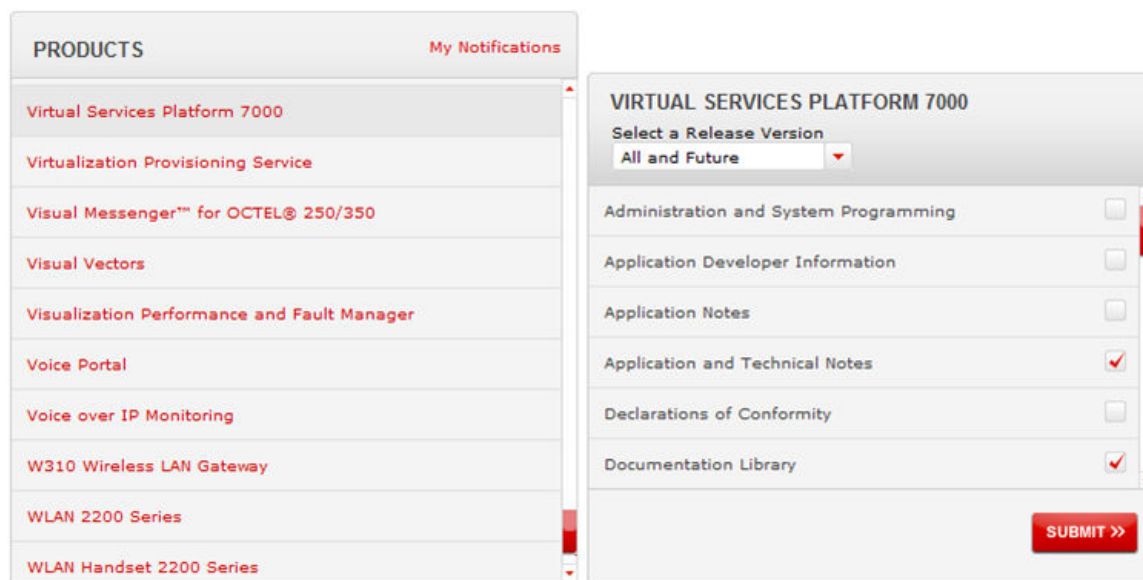 PRODUCTS
My Notifications
Virtual Services Platform 7000
Virtualization Provisioning Service
Visual Messenger™ for OCTEL® 250/350
Visual Vectors
Visualization Performance and Fault Manager
Voice Portal
Voice over IP Monitoring
W310 Wireless LAN Gateway
WLAN 2200 Series
WLAN Handset 2200 Series
VIRTUAL SERVICES PLATFORM 7000
Select a Release Version
All and Future
Administration and System Programming
Application Developer Information
Application Notes
Application and Technical Notes
Declarations of Conformity
Documentation Library
SUBMIT >>